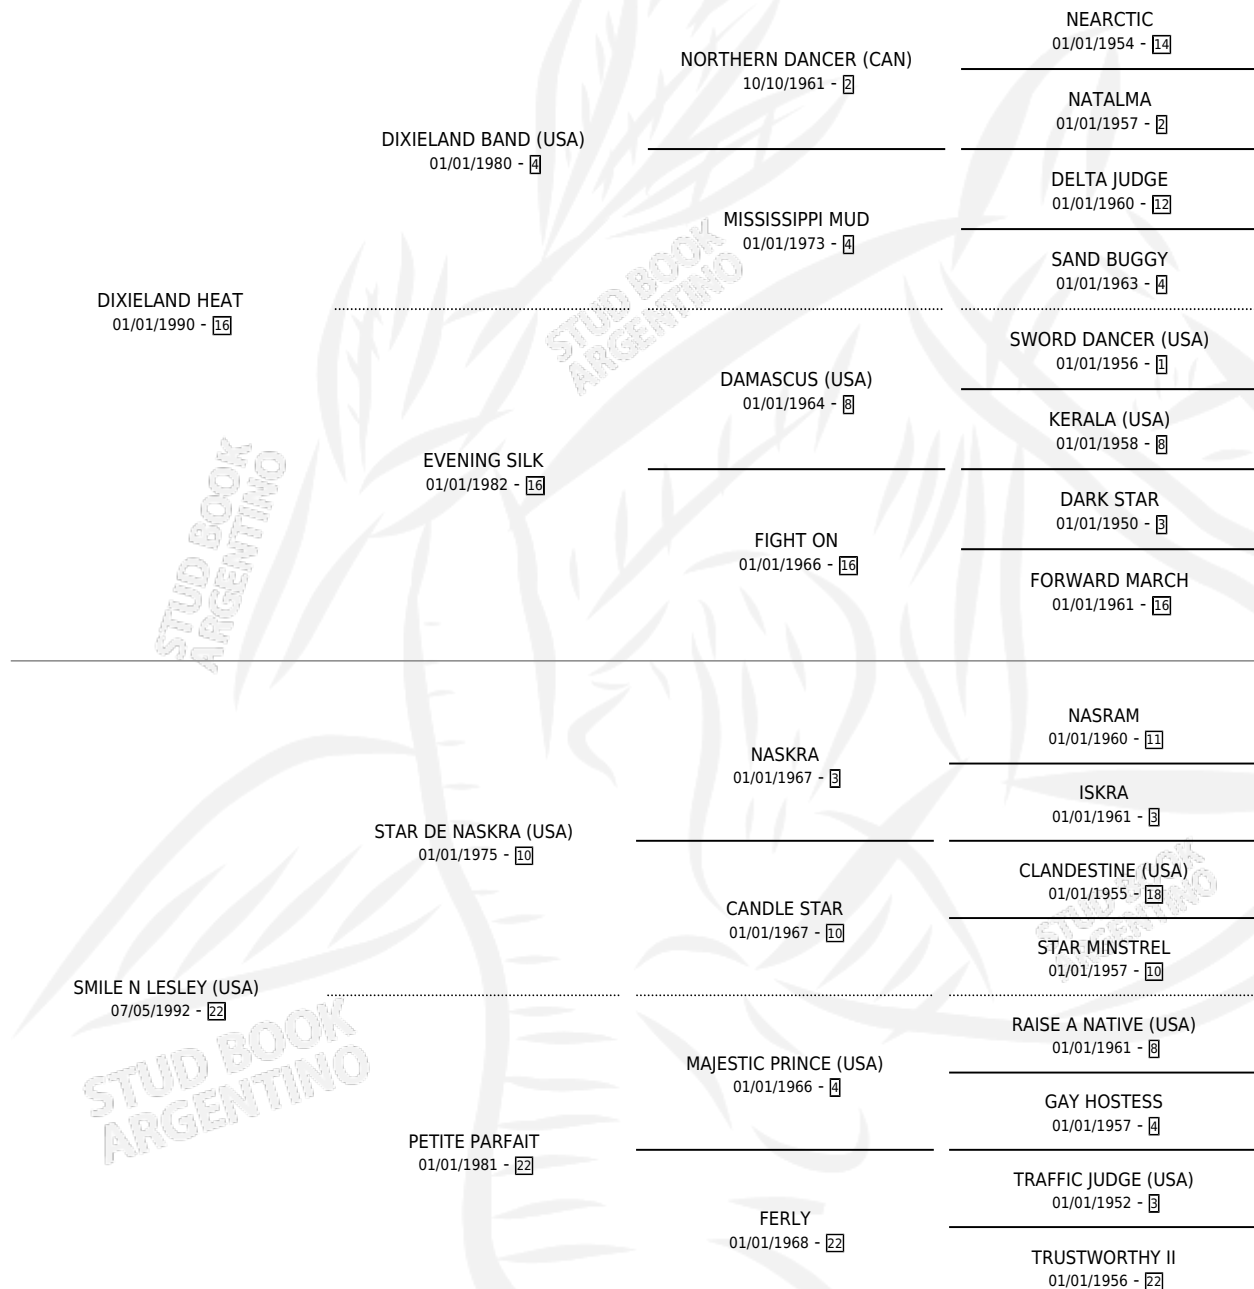 DIXIELAND HEAT
01/01/1990 - 16
DIXIELAND BAND (USA)
01/01/1980 - 4
NORTHERN DANCER (CAN)
10/10/1961 - 2
NEARCTIC
01/01/1954 - 14
NATALMA
01/01/1957 - 2
MISSISSIPPI MUD
01/01/1973 - 4
DELTA JUDGE
01/01/1960 - 12
SAND BUGGY
01/01/1963 - 4
EVENING SILK
01/01/1982 - 16
DAMASCUS (USA)
01/01/1964 - 8
SWORD DANCER (USA)
01/01/1956 - 1
KERALA (USA)
01/01/1958 - 8
FIGHT ON
01/01/1966 - 16
DARK STAR
01/01/1950 - 3
FORWARD MARCH
01/01/1961 - 16
SMILE N LESLEY (USA)
07/05/1992 - 22
STAR DE NASKRA (USA)
01/01/1975 - 10
NASKRA
01/01/1967 - 3
NASRAM
01/01/1960 - 11
ISKRA
01/01/1961 - 3
CANDLE STAR
01/01/1967 - 10
CLANDESTINE (USA)
01/01/1955 - 18
STAR MINSTREL
01/01/1957 - 10
PETITE PARFAIT
01/01/1981 - 22
MAJESTIC PRINCE (USA)
01/01/1966 - 4
RAISE A NATIVE (USA)
01/01/1961 - 8
GAY HOSTESS
01/01/1957 - 4
FERLY
01/01/1968 - 22
TRAFFIC JUDGE (USA)
01/01/1952 - 3
TRUSTWORTHY II
01/01/1956 - 22
STUD BOOK
ARGENTINO
STUD BOOK
ARGENTINO
STUD BOOK
ARGENTINO
STUD BOOK
ARGENTINO